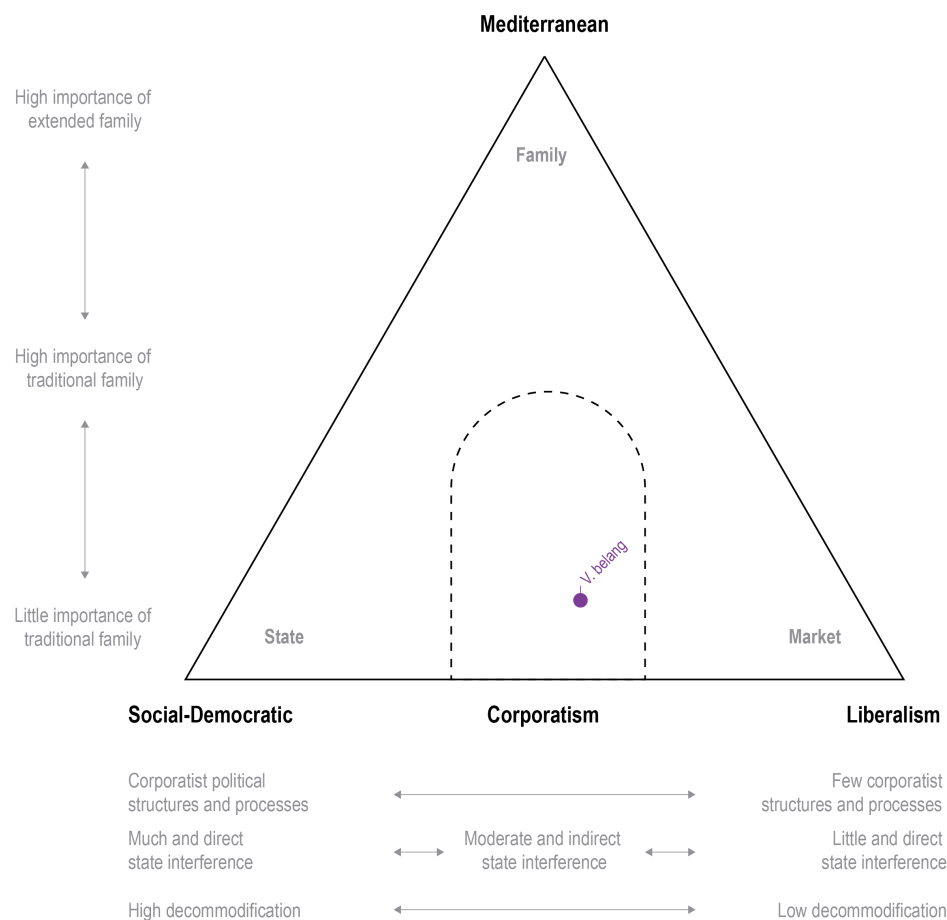 Mediterranean
High importance of
extended family
Family
High importance of
traditional family
V. belang
Little importance of
traditional family
State
Market
Social-Democratic
Corporatism
Liberalism
Corporatist political
structures and processes
Few corporatist
structures and processes
Much and direct
state interference
Moderate and indirect
state interference
Little and direct
state interference
High decommodification
Low decommodification